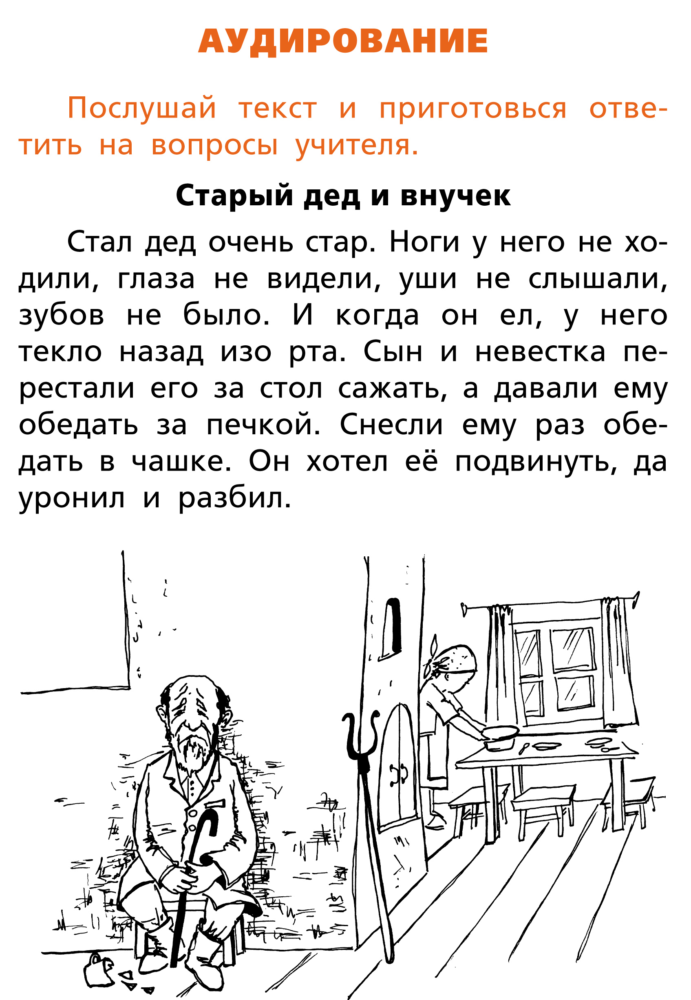 АУДИРОВАНИЕ
Послушай текст и приготовься отве-
тить на вопросы учителя.
Старый дед и внучек
Стал дед очень стар. Ноги у него не хо-
дили, глаза не видели, уши не слышали,
зубов не было. И когда он ел, у него
текло назад изо рта. Сын и невестка пе-
рестали его за стол сажать, а давали ему
обедать за печкой. Снесли ему раз обе-
дать в чашке. Он хотел её подвинуть, да
уронил и разбил.